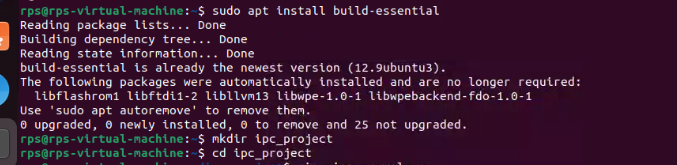 rps@rps-virtual-machine:~$ sudo apt install build-essential
Reading package lists... Done
Building dependency tree... Done
Reading state information... Done
build-essential is already the newest version (12.9ubuntu3).
The following packages were automatically installed and are no longer required:
  libflashrom1 libftdi1-2 libllvm13 libwpe-1.0-1 libwpebackend-fdo-1.0-1
Use 'sudo apt autoremove' to remove them.
0 upgraded, 0 newly installed, 0 to remove and 25 not upgraded.
rps@rps-virtual-machine:~$ mkdir ipc_project
rps@rps-virtual-machine:~$ cd ipc_project